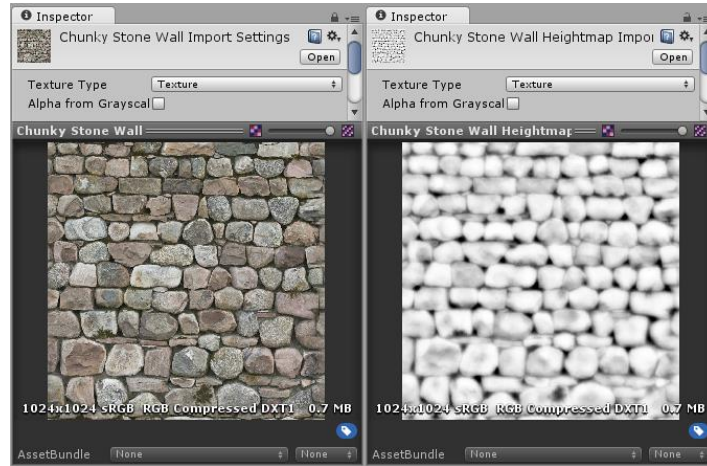 Inspector
Chunky Stone Wall Import Settings
Open
Texture Type
Texture
Alpha from Grayscal
Chunky Stone Wall
1024x1024 sRGB RGB Compressed DXT1 0.7 MB
AssetBundle
None
None
Inspector
Chunky Stone Wall Heightmap Impor
Open
Texture Type
Texture
Alpha from Grayscal
Chunky Stone Wall Heightmap
1024x1024 sRGB RGB Compressed DXT1 0.7 MB
AssetBundle
None
None